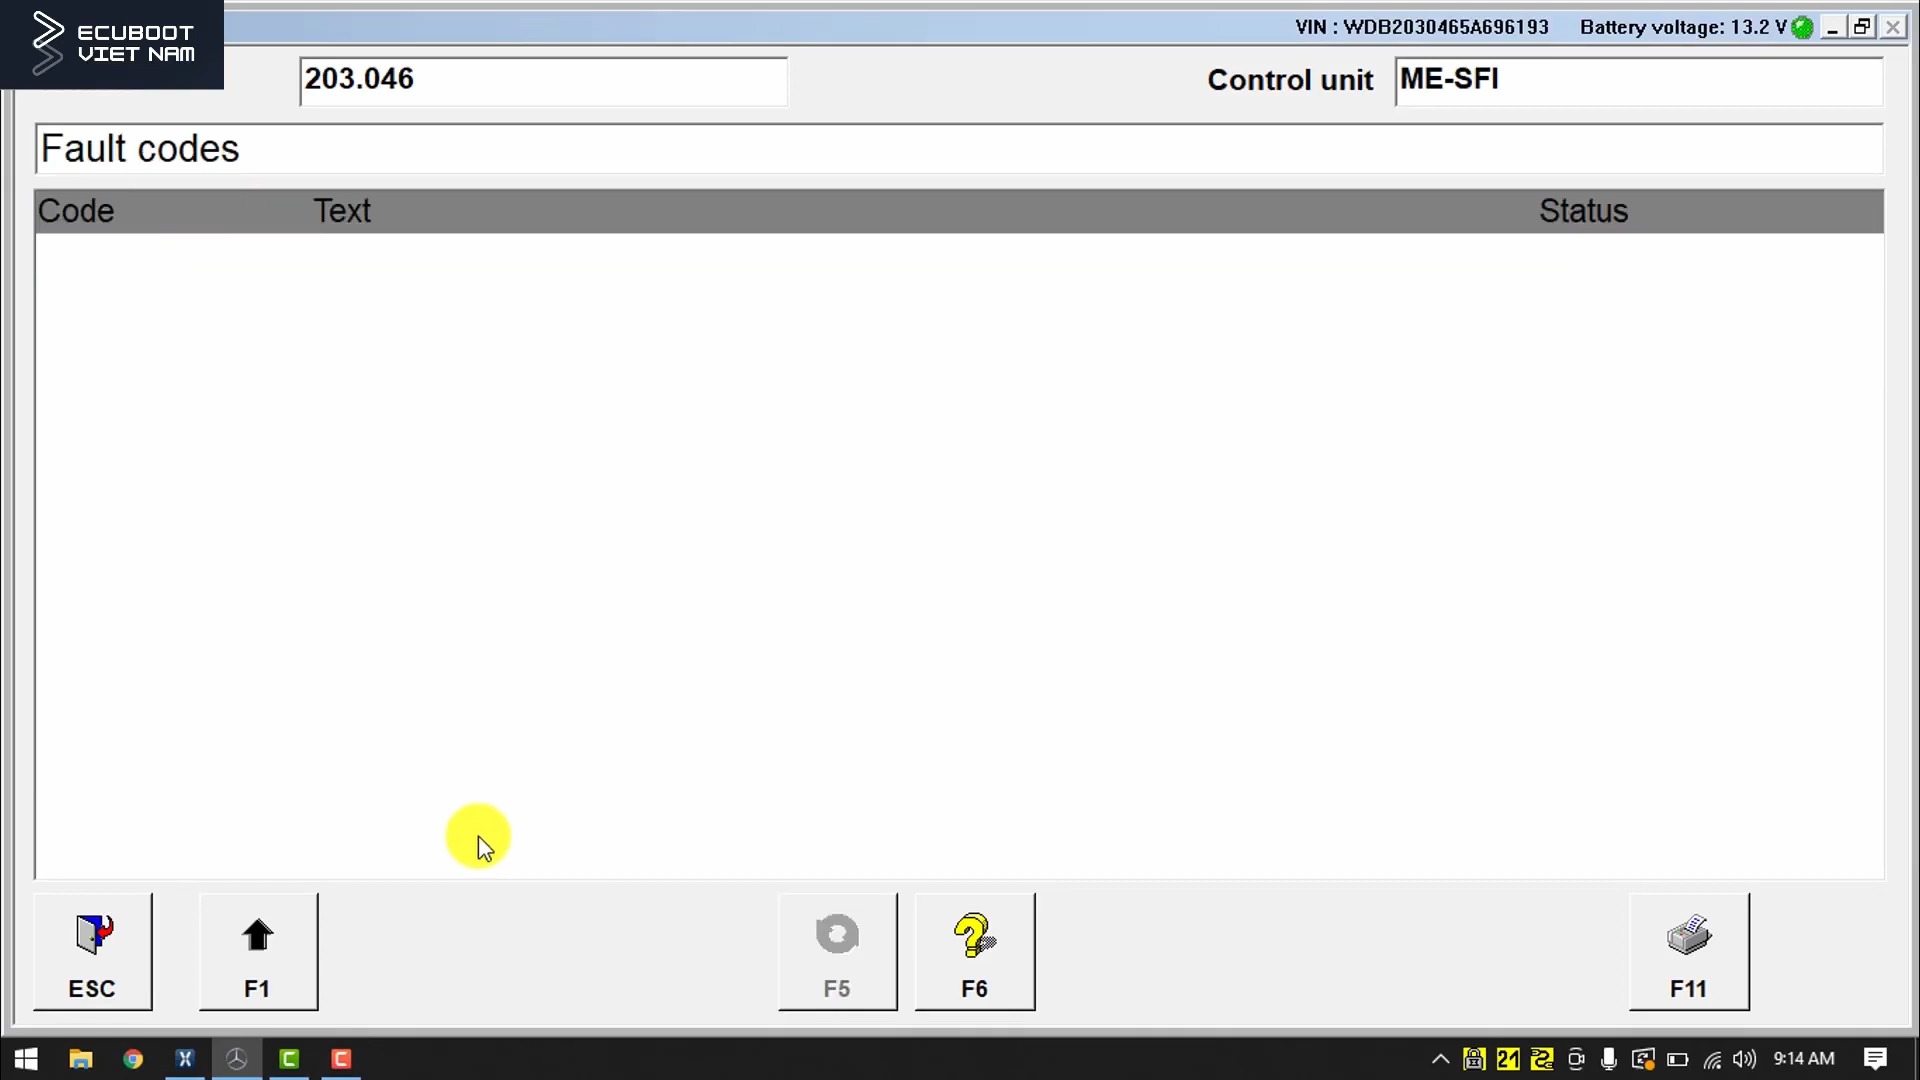 ECUBOOT
VIET NAM
VIN : WDB2030465A696193
Battery voltage: 13.2 V
203.046
Control unit
ME-SFI
Fault codes
Code
Text
Status
ESC
F1
F5
F6
F11
21
9:14 AM